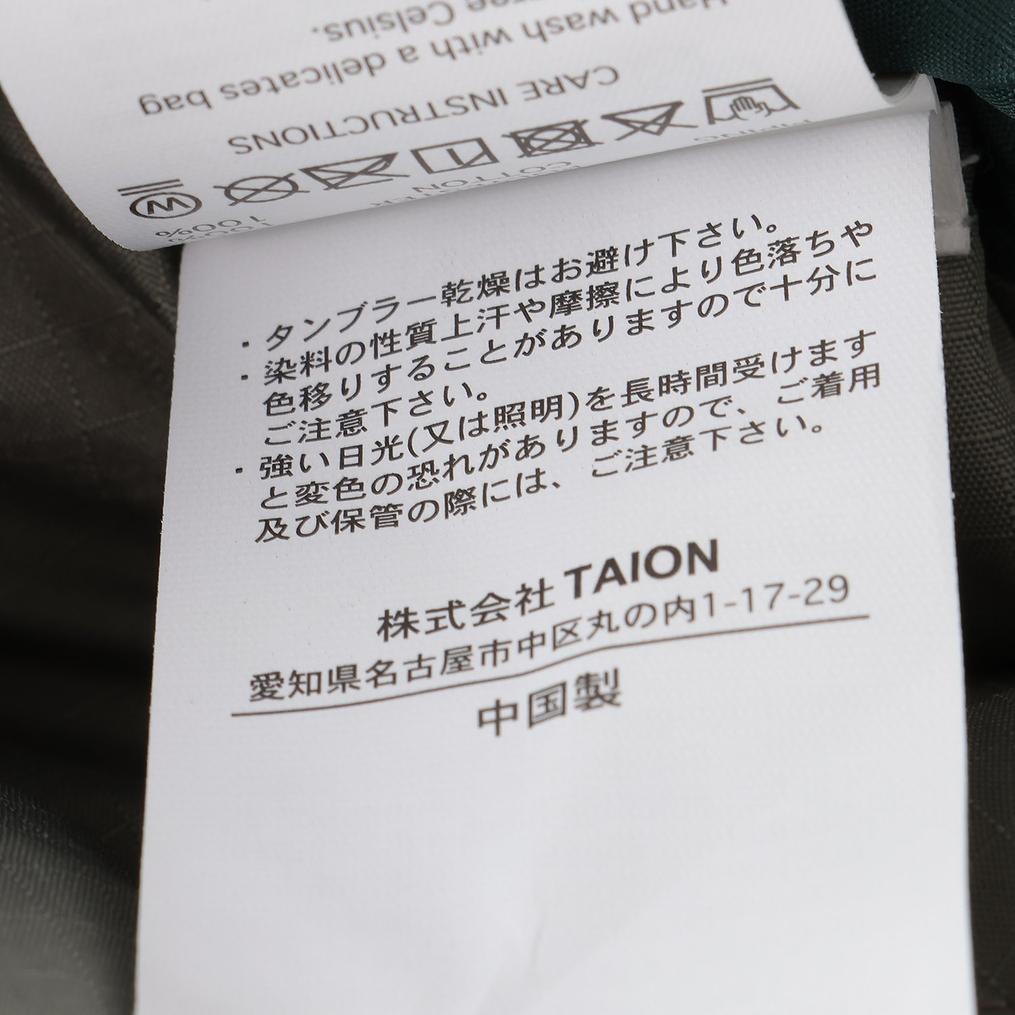 Celsius.
Hand wash with a delicates bag
CARE INSTRUCTIONS
W
・タンブラー乾燥はお避け下さい。
・染料の性質上汗や摩擦により色落ちや
色移りすることがありますので十分に
ご注意下さい。
・強い日光(又は照明)を長時間受けます
と変色の恐れがありますので、ご着用
及び保管の際には、ご注意下さい。
株式会社 TAION
愛知県名古屋市中区丸の内1-17-29
中国製